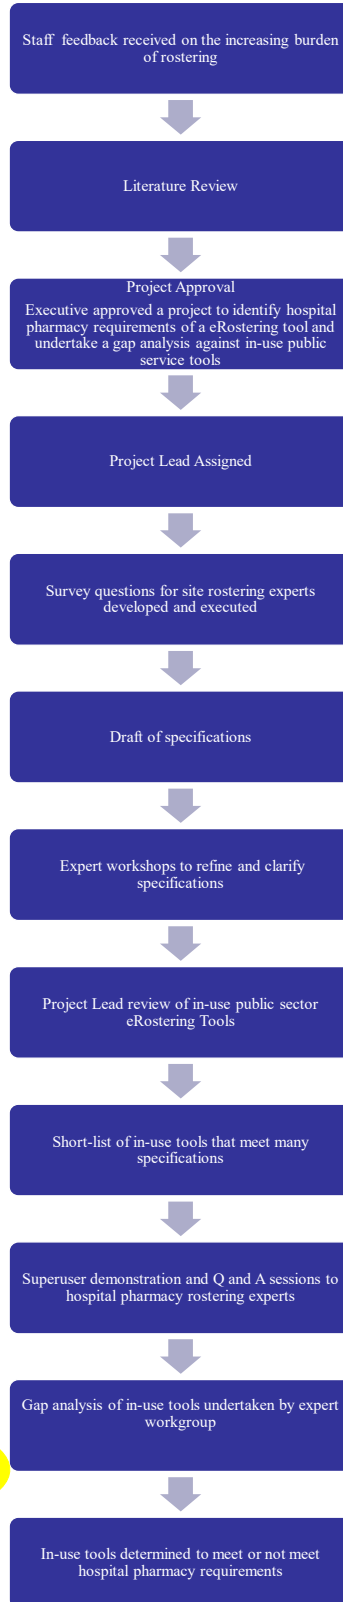 Staff feedback received on the increasing burden
of rostering
Literature Review
Project Approval
Executive approved a project to identify hospital
pharmacy requirements of a eRostering tool and
undertake a gap analysis against in-use public
service tools
Project Lead Assigned
Survey questions for site rostering experts
developed and executed
Draft of specifications
Expert workshops to refine and clarify
specifications
Project Lead review of in-use public sector
eRostering Tools
Short-list of in-use tools that meet many
specifications
Superuser demonstration and Q and A sessions to
hospital pharmacy rostering experts
Gap analysis of in-use tools undertaken by expert
workgroup
In-use tools determined to meet or not meet
hospital pharmacy requirements